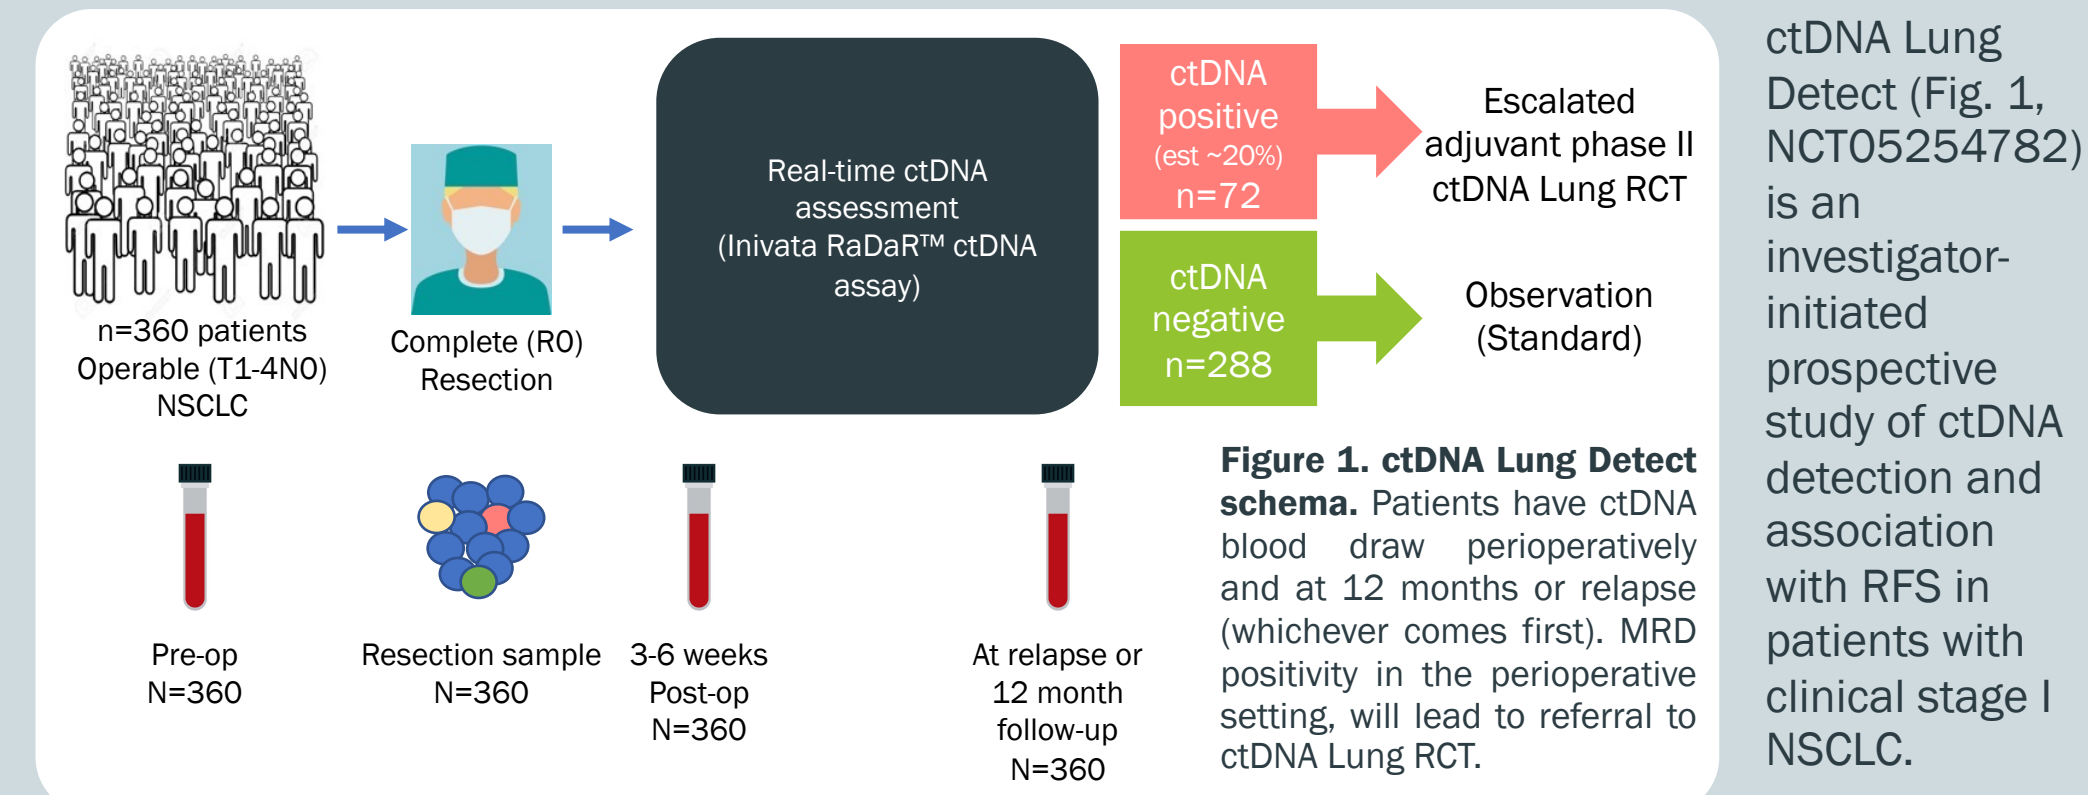 n=360 patients
Operable (T1-4N0)
NSCLC
Complete (R0)
Resection
Real-time ctDNA
assessment
(Inivata RaDaR™ ctDNA
assay)
ctDNA
positive
(est ~20%)
n=72
Escalated
adjuvant phase II
ctDNA Lung RCT
ctDNA
negative
n=288
Observation
(Standard)
Pre-op
N=360
Resection sample
N=360
3-6 weeks
Post-op
N=360
At relapse or
12 month
follow-up
N=360
Figure 1. ctDNA Lung Detect
schema. Patients have ctDNA
blood draw perioperatively
and at 12 months or relapse
(whichever comes first). MRD
positivity in the perioperative
setting, will lead to referral to
ctDNA Lung RCT.
ctDNA Lung
Detect (Fig. 1,
NCT05254782)
is an
investigator-
initiated
prospective
study of ctDNA
detection and
association
with RFS in
patients with
clinical stage I
NSCLC.